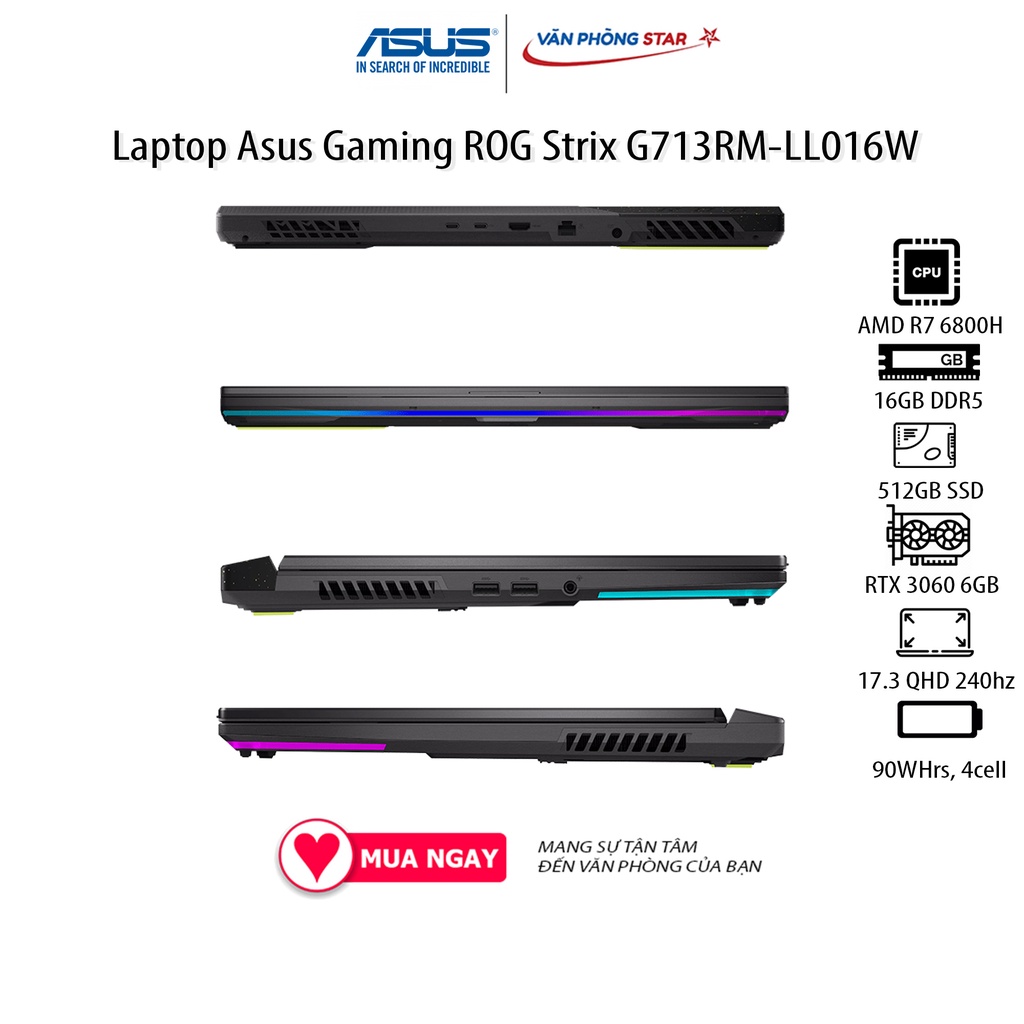 ASUS
IN SEARCH OF INCREDIBLE
VĂN PHÒNG STAR
Laptop Asus Gaming ROG Strix G713RM-LL016W
CPU
AMD R7 6800H
GB
16GB DDR5
512GB SSD
RTX 3060 6GB
17.3 QHD 240hz
90WHrs, 4cell
MUA NGAY
MANG SỰ TẬN TÂM
ĐẾN VĂN PHÒNG CỦA BẠN